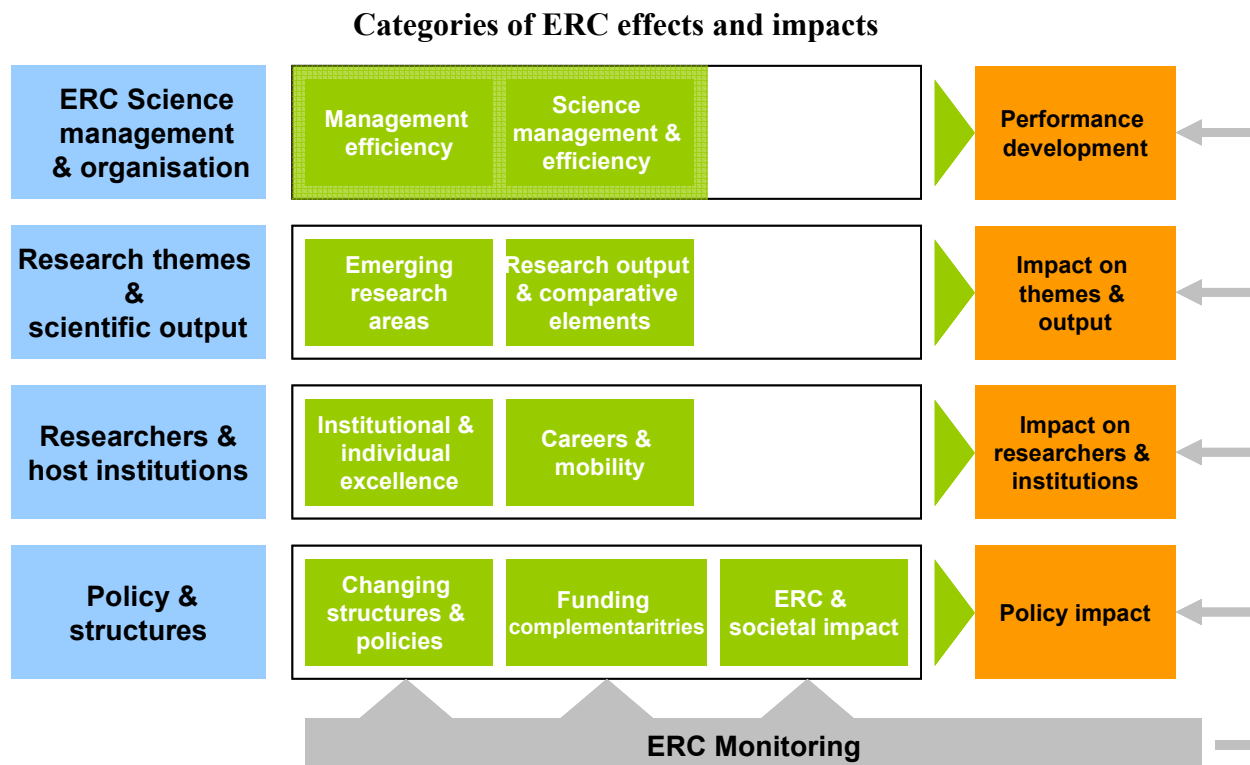 Categories of ERC effects and impacts
ERC Science
management
& organisation
Management
efficiency
Science
management &
efficiency
Performance
development
Research themes
&
scientific output
Emerging
research
areas
Research output
& comparative
elements
Impact on
themes &
output
Researchers &
host institutions
Institutional &
individual
excellence
Careers &
mobility
Impact on
researchers &
institutions
Policy &
structures
Changing
structures &
policies
Funding
complementaritries
ERC &
societal impact
Policy impact
ERC Monitoring